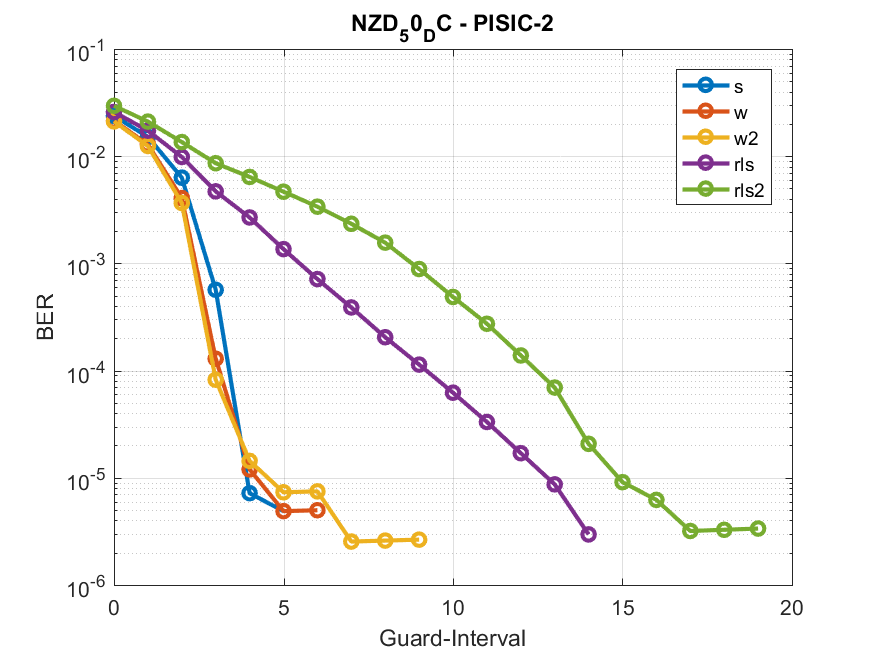 NZD₅0_DC - PISIC-2
10⁻¹
10⁻²
10⁻³
10⁻⁴
10⁻⁵
10⁻⁶
BER
s
w
w2
rls
rls2
0 5 10 15 20
Guard-Interval